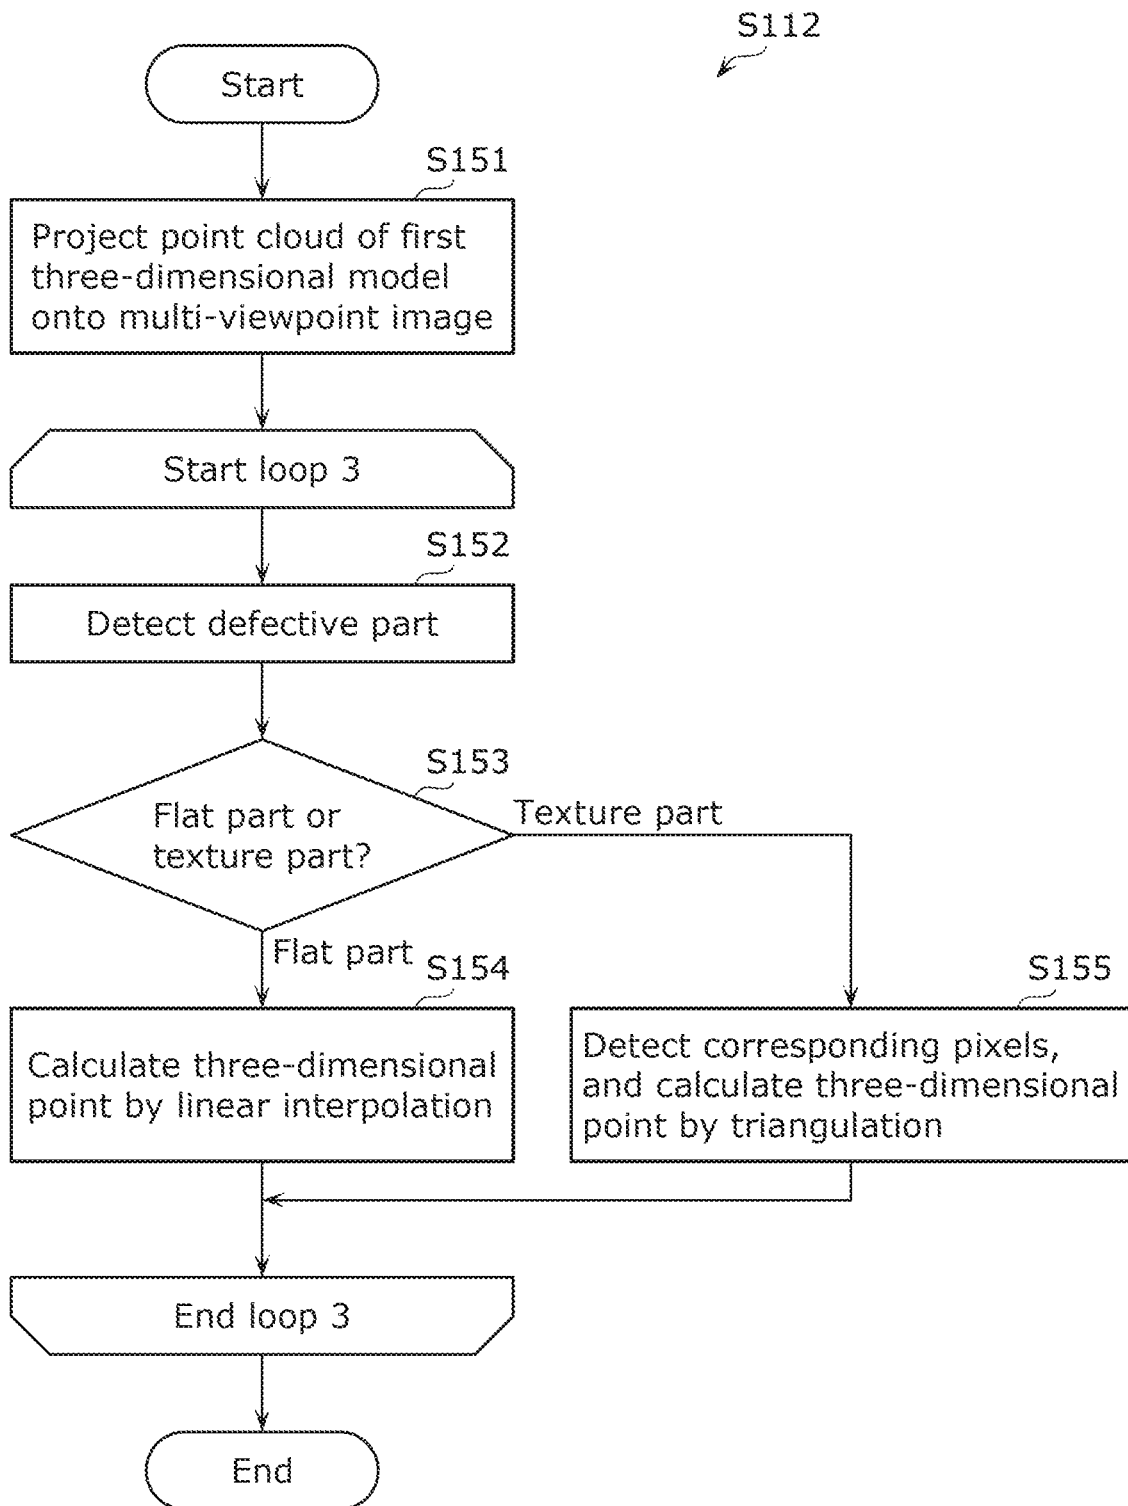 S112
Start
S151
Project point cloud of first
three-dimensional model
onto multi-viewpoint image
Start loop 3
S152
Detect defective part
S153
Flat part or
texture part?
Texture part
Flat part
S154
Calculate three-dimensional
point by linear interpolation
S155
Detect corresponding pixels,
and calculate three-dimensional
point by triangulation
End loop 3
End